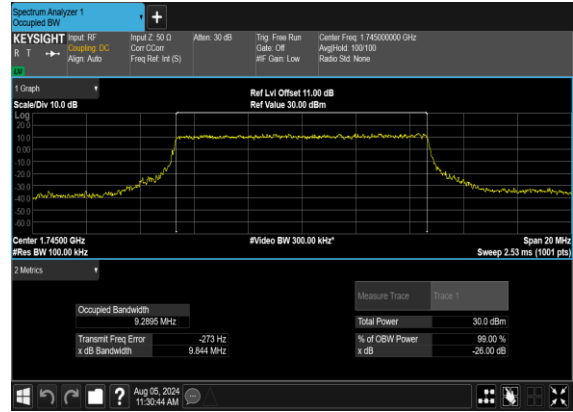 Spectrum Analyzer 1
Occupied BW
+
KEYSIGHT Input: RF Input Z: 50 Ω Atten: 30 dB Trig: Free Run Center Freq: 1.745000000 GHz
R T Coupling: DC Corr CCorr Gate: Off Avg|Hold: 100/100
Align: Auto Freq Ref: Int (S) #IF Gain: Low Radio Std: None
LM
1 Graph Ref Lvl Offset 11.00 dB
Scale/Div 10.0 dB Ref Value 30.00 dBm
Log
20.0
10.0
0.00
-10.0
-20.0
-30.0
-40.0
-50.0
-60.0
Center 1.74500 GHz #Video BW 300.00 kHz* Span 20 MHz
#Res BW 100.00 kHz Sweep 2.53 ms (1001 pts)
2 Metrics
Measure Trace Trace 1
Occupied Bandwidth
9.2895 MHz Total Power 30.0 dBm
Transmit Freq Error -273 Hz % of OBW Power 99.00 %
x dB Bandwidth 9.844 MHz x dB -26.00 dB
? Aug 05, 2024
11:30:44 AM